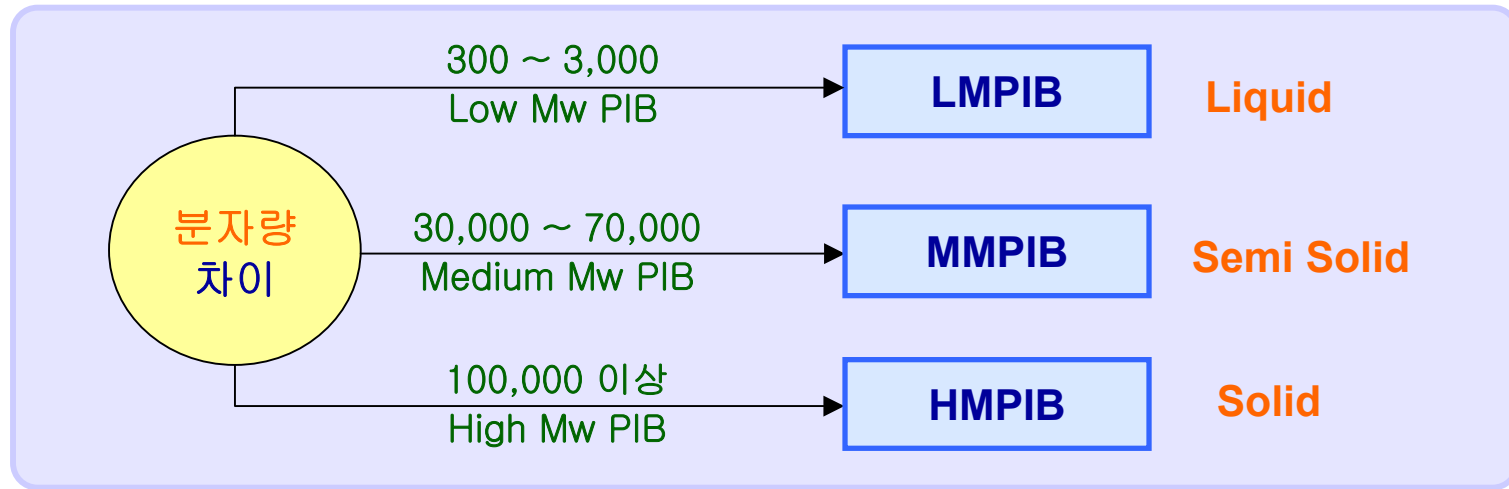 300 ~ 3,000
Low Mw PIB
LMPIB
Liquid
분자량
차이
30,000 ~ 70,000
Medium Mw PIB
MMPIB
Semi Solid
100,000 이상
High Mw PIB
HMPIB
Solid